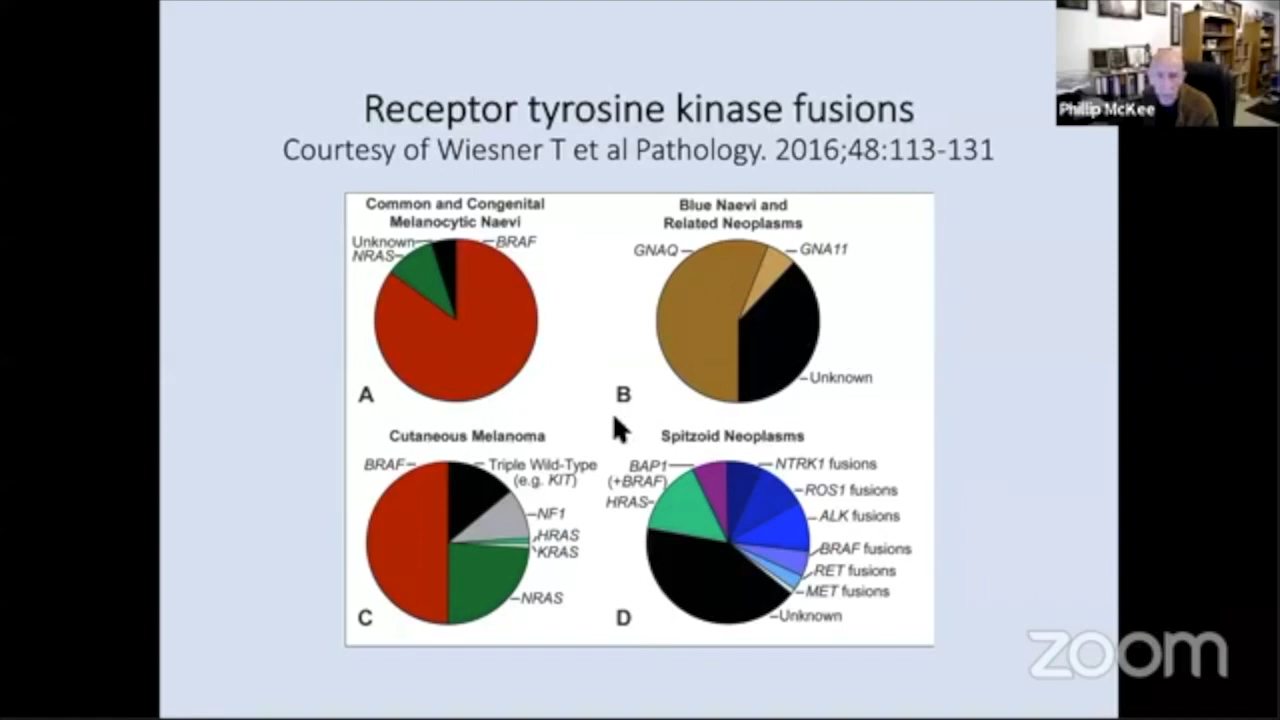 Receptor tyrosine kinase fusions
Courtesy of Wiesner T et al Pathology. 2016;48:113-131
Phillip McKee
Common and Congenital
Melanocytic Naevi
Unknown
BRAF
NRAS
A
Blue Naevi and
Related Neoplasms
GNAQ
GNA11
Unknown
B
Cutaneous Melanoma
BRAF
Triple Wild-Type
(e.g. KIT)
NF1
HRAS
KRAS
NRAS
C
Spitzoid Neoplasms
BAP1
(+BRAF)
HRAS
NTRK1 fusions
ROS1 fusions
ALK fusions
BRAF fusions
RET fusions
MET fusions
Unknown
D
zoom